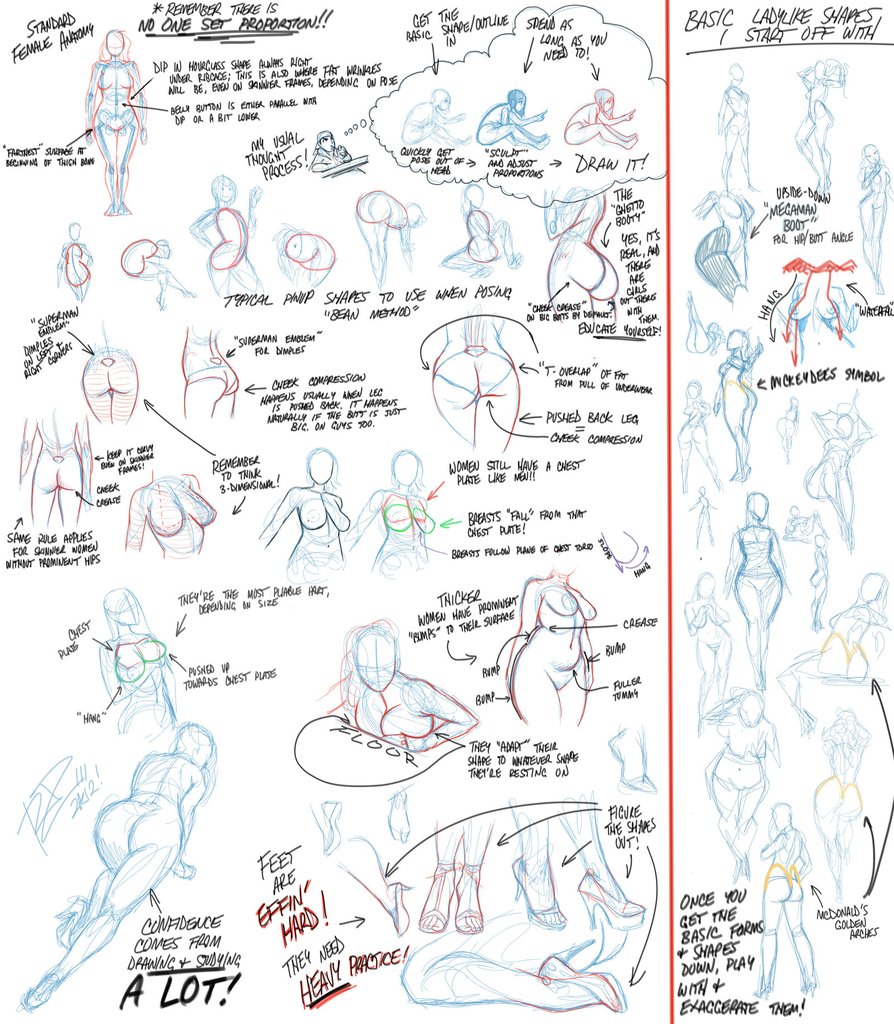 STANDARD
FEMALE ANATOMY
* REMEMBER THERE IS
NO ONE SET PROPORTION!!
DIP IN HOURGLASS SHAPE ALWAYS RIGHT
UNDER RIBCAGE; THIS IS ALSO WHERE FAT WRINKLES
WILL BE, EVEN ON SKINNIER FRAMES, DEPENDING ON POSE
BELLY BUTTON IS EITHER PARALLEL WITH
DIP OR A BIT LOWER
"FARTHEST" SURFACE AT
BEGINNING OF THIGH BONE
MY USUAL
THOUGHT
PROCESS!
GET THE
BASIC SHAPE/OUTLINE
IN
SPEND AS
LONG AS YOU
NEED TO!
QUICKLY GET
POSE OUT OF
HEAD
"SCULPT"
AND ADJUST
PROPORTIONS
DRAW IT!
TYPICAL PINUP SHAPES TO USE WHEN POSING
"BEAN METHOD"
THE
"GHETTO
BOOTY"
YES, IT'S
REAL, AND
THERE
ARE
GIRLS
OUT THERE
WITH
THEM.
EDUCATE YOURSELF!
"CHEEK CREASE"
ON BIG BUTTS BY DEFAULT.
"SUPERMAN
EMBLEM-
DIMPLES
ON LEFT &
RIGHT CORNERS
"SUPERMAN EMBLEM"
FOR DIMPLES
CHEEK COMPRESSION
HAPPENS USUALLY WHEN LEG
IS PUSHED BACK. IT HAPPENS
NATURALLY IF THE BUTT IS JUST
BIG. ON GUYS TOO.
"T-OVERLAP" OF FAT
FROM PULL OF UNDERWEAR
PUSHED BACK LEG
=
CHEEK COMPRESSION
KEEP IT CURVY
EVEN ON SKINNIER
FRAMES!
CHEEK
CREASE
SAME RULE APPLIES
FOR SKINNIER WOMEN
WITHOUT PROMINENT HIPS
REMEMBER
TO THINK
3-DIMENSIONAL!
WOMEN STILL HAVE A CHEST
PLATE LIKE MEN!!
BREASTS "FALL" FROM THAT
CHEST PLATE!
BREASTS FOLLOW PLANE OF CHEST TORSO
SLOPE
HANG
THEY'RE THE MOST PLIABLE PART,
DEPENDING ON SIZE
CHEST
PLATE
PUSHED UP
TOWARDS CHEST PLATE
"HANG"
THICKER
WOMEN HAVE PROMINENT
"BUMPS" TO THEIR SURFACE
CREASE
BUMP
BUMP
BUMP
FULLER
TUMMY
FLOOR
THEY "ADAPT" THEIR
SHAPE TO WHATEVER SHAPE
THEY'RE RESTING ON
2K12!
CONFIDENCE
COMES FROM
DRAWING & STUDYING
A LOT!
FEET
ARE
EFFIN'
HARD!
THEY NEED
HEAVY PRACTICE!
FIGURE
THE SHAPES
OUT!
BASIC LADYLIKE SHAPES
I START OFF WITH
UPSIDE-DOWN
"MEGAMAN
BOOT"
FOR HIP/BUTT ANGLE
HANG
"WATERFALL"
MICKEYDEES SYMBOL
MCDONALD'S
GOLDEN
ARCHES
ONCE YOU
GET THE
BASIC FORMS
& SHAPES
DOWN, PLAY
WITH &
EXAGGERATE THEM!